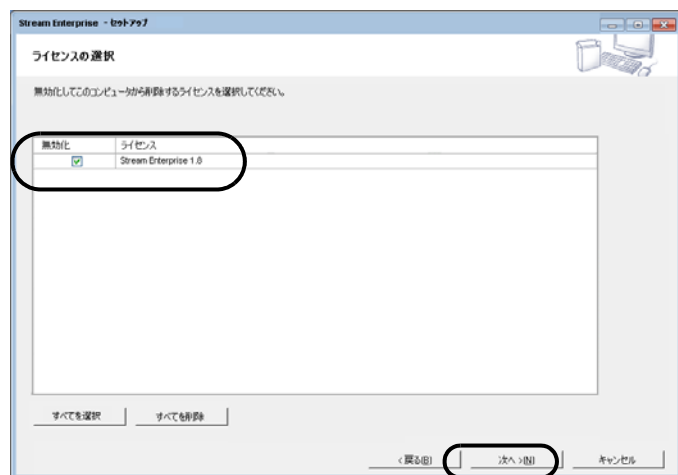 Stream Enterprise - セットアップ
ライセンスの選択
無効化してこのコンピュータから削除するライセンスを選択してください。
無効化 ライセンス
Stream Enterprise 1.0
すべてを選択 すべてを削除
< 戻る(B) 次へ >(N) キャンセル